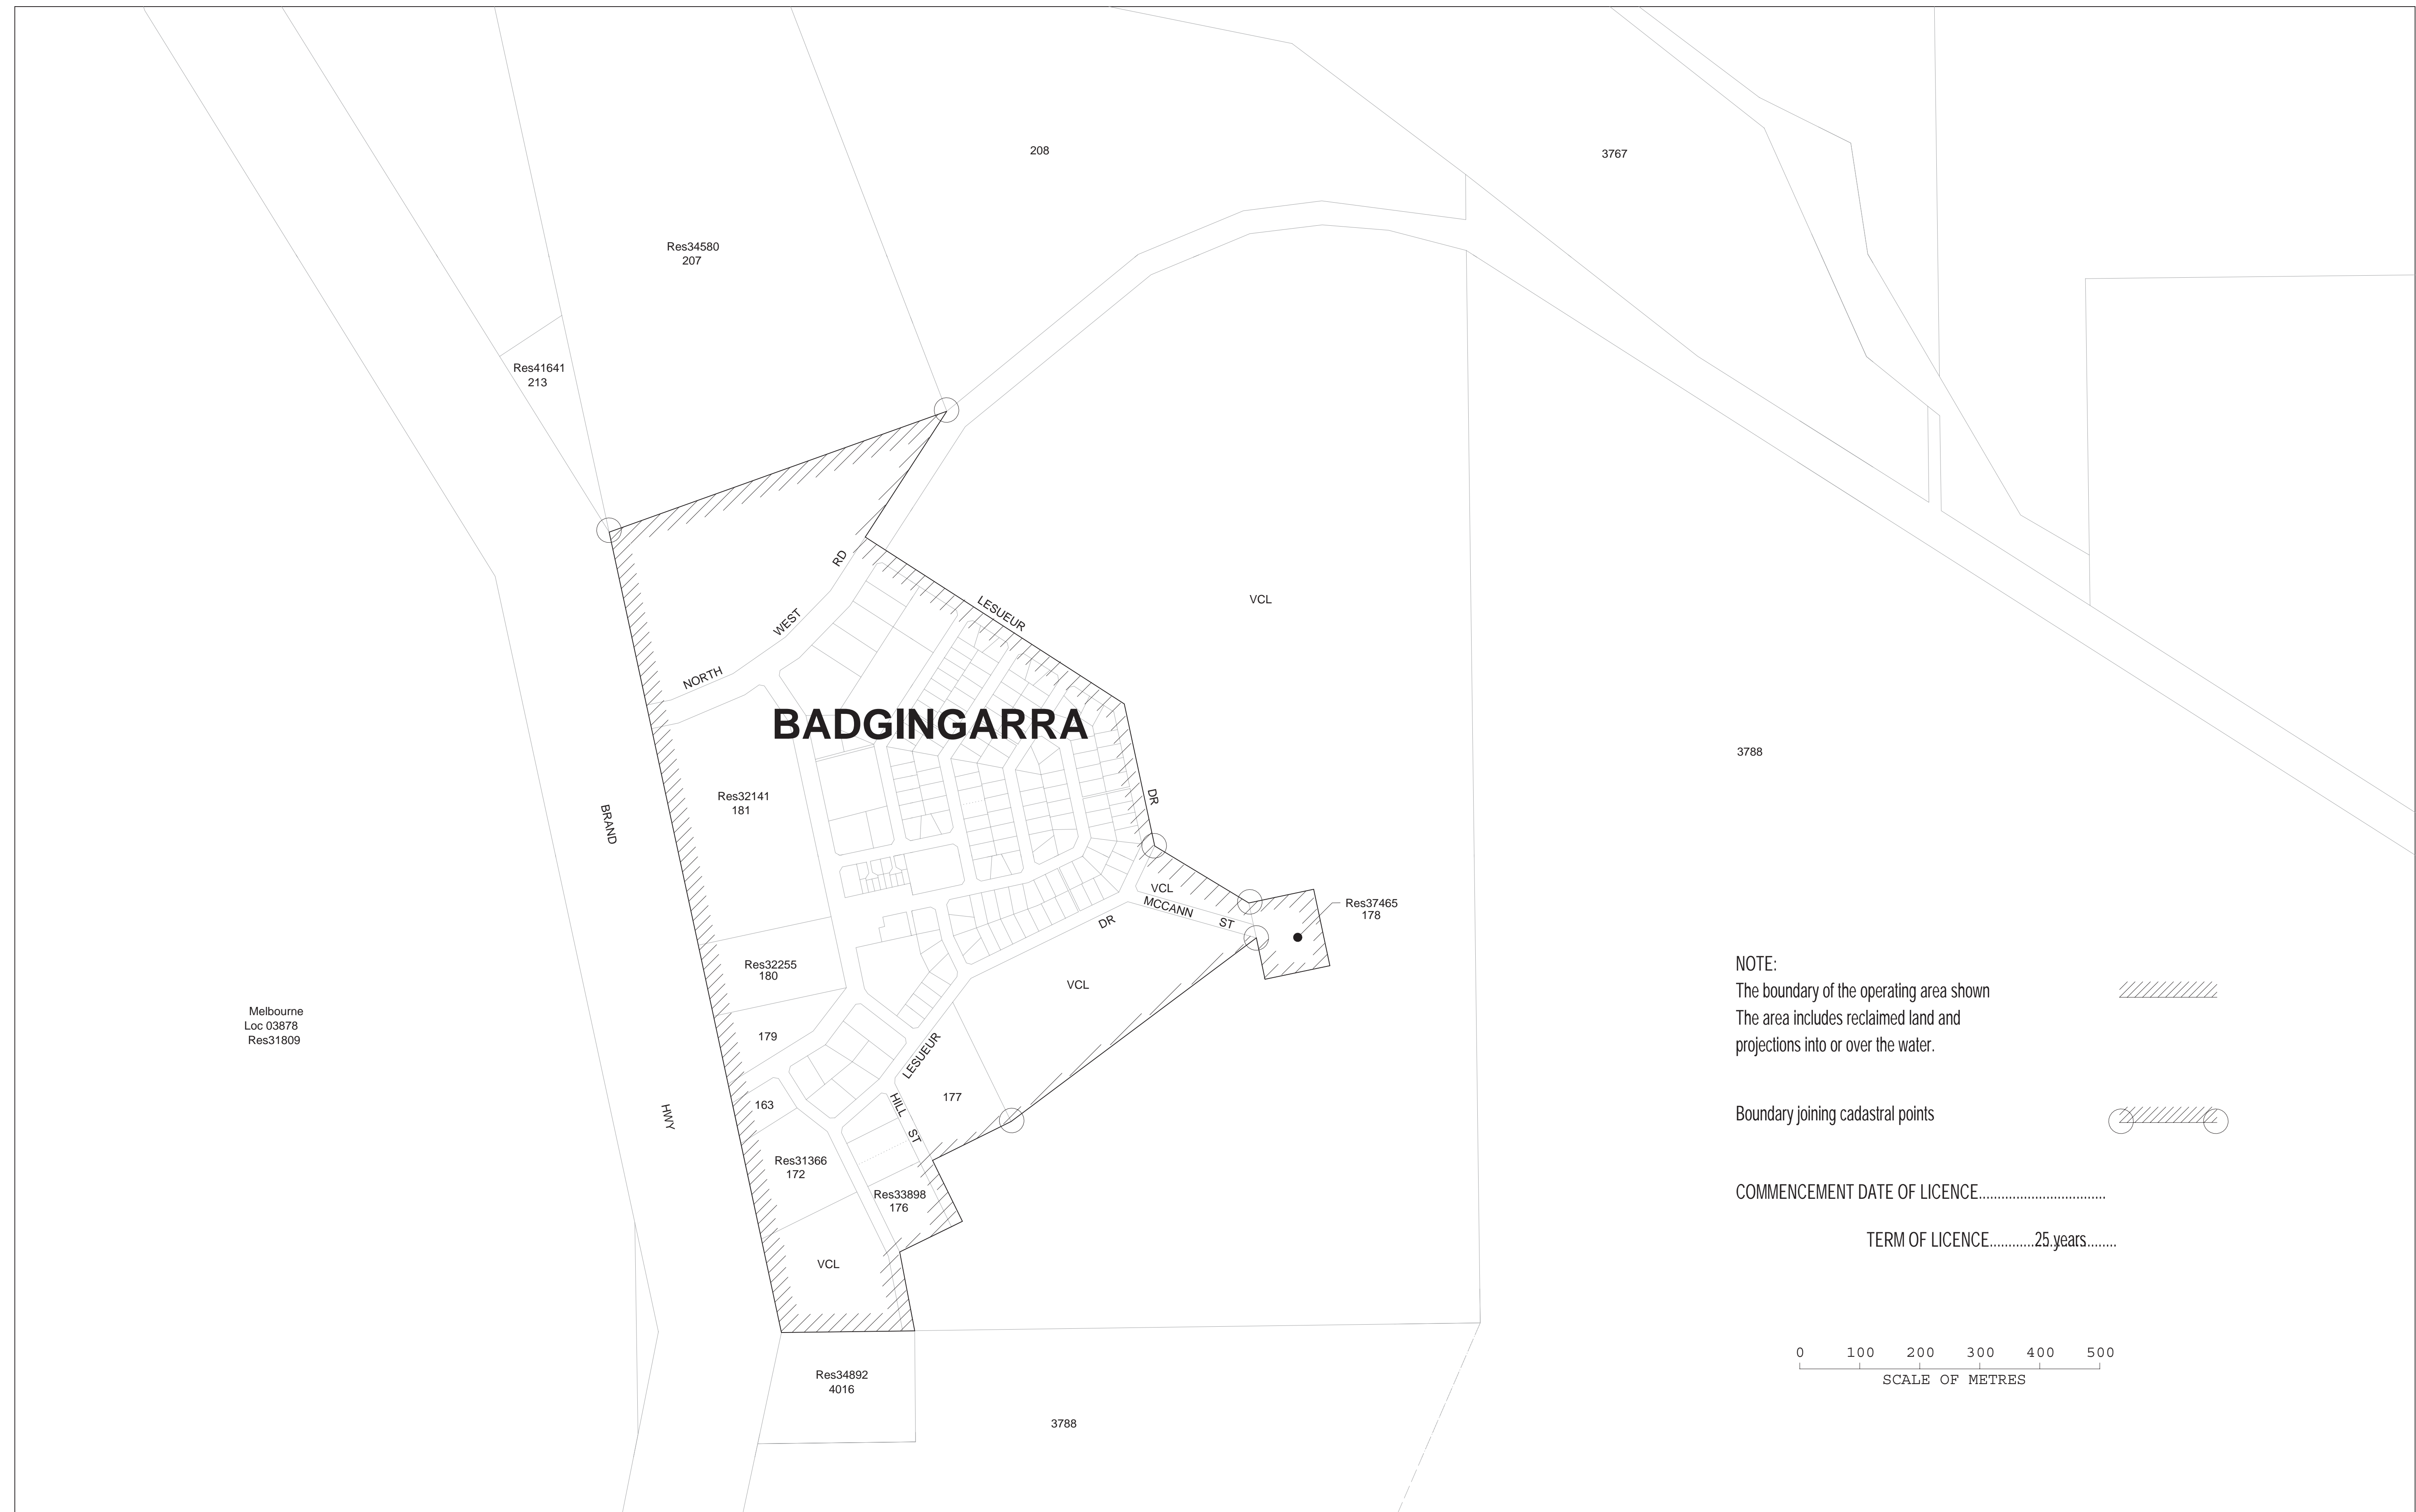 208
3767
Res34580
207
Res41641
213
RD
WEST
NORTH
LESUEUR
VCL
BADGINGARRA
3788
Res32141
181
BRAND
DR
VCL
MCCANN ST
Res37465
178
DR
Res32255
180
VCL
Melbourne
Loc 03878
Res31809
179
LESUEUR
177
163
HILL ST
HWY
Res31366
172
Res33898
176
VCL
Res34892
4016
3788
NOTE:
The boundary of the operating area shown
The area includes reclaimed land and
projections into or over the water.
Boundary joining cadastral points
COMMENCEMENT DATE OF LICENCE..................................
TERM OF LICENCE............25.years........
0 100 200 300 400 500
SCALE OF METRES